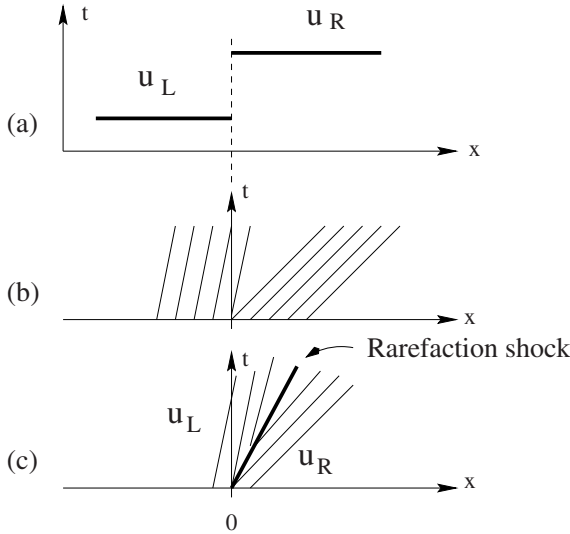 t
u R
u L
(a)
x
t
(b)
x
t
Rarefaction shock
u L
u R
(c)
x
0